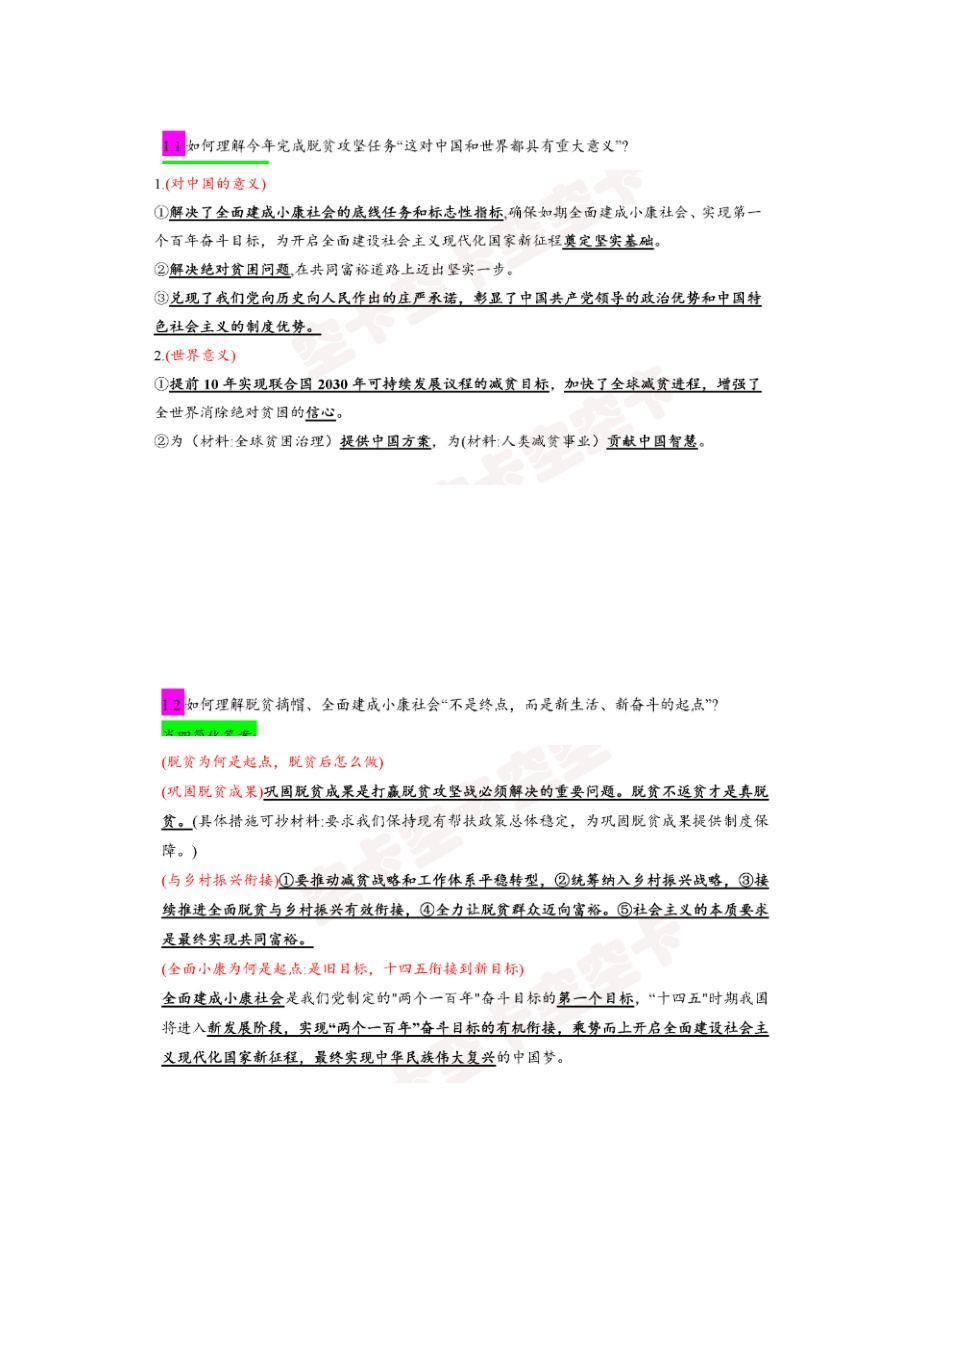 1.1 如何理解今年完成脱贫攻坚任务“这对中国和世界都具有重大意义”?
1.(对中国的意义)
①解决了全面建成小康社会的底线任务和标志性指标,确保如期全面建成小康社会、实现第一
个百年奋斗目标，为开启全面建设社会主义现代化国家新征程奠定坚实基础。
②解决绝对贫困问题,在共同富裕道路上迈出坚实一步。
③兑现了我们党向历史向人民作出的庄严承诺，彰显了中国共产党领导的政治优势和中国特
色社会主义的制度优势。
2.(世界意义)
①提前 10 年实现联合国 2030 年可持续发展议程的减贫目标，加快了全球减贫进程，增强了
全世界消除绝对贫困的信心。
②为（材料:全球贫困治理）提供中国方案，为(材料:人类减贫事业）贡献中国智慧。
1.2 如何理解脱贫摘帽、全面建成小康社会“不是终点，而是新生活、新奋斗的起点”?
(脱贫为何是起点，脱贫后怎么做)
(巩固脱贫成果)巩固脱贫成果是打赢脱贫攻坚战必须解决的重要问题。脱贫不返贫才是真脱
贫。(具体措施可抄材料:要求我们保持现有帮扶政策总体稳定，为巩固脱贫成果提供制度保
障。)
(与乡村振兴衔接)①要推动减贫战略和工作体系平稳转型，②统筹纳入乡村振兴战略，③接
续推进全面脱贫与乡村振兴有效衔接，④全力让脱贫群众迈向富裕。⑤社会主义的本质要求
是最终实现共同富裕。
(全面小康为何是起点:是旧目标，十四五衔接到新目标)
全面建成小康社会是我们党制定的"两个一百年"奋斗目标的第一个目标，“十四五"时期我国
将进入新发展阶段，实现“两个一百年”奋斗目标的有机衔接，乘势而上开启全面建设社会主
义现代化国家新征程，最终实现中华民族伟大复兴的中国梦。
空卡空空卡
空卡空空卡